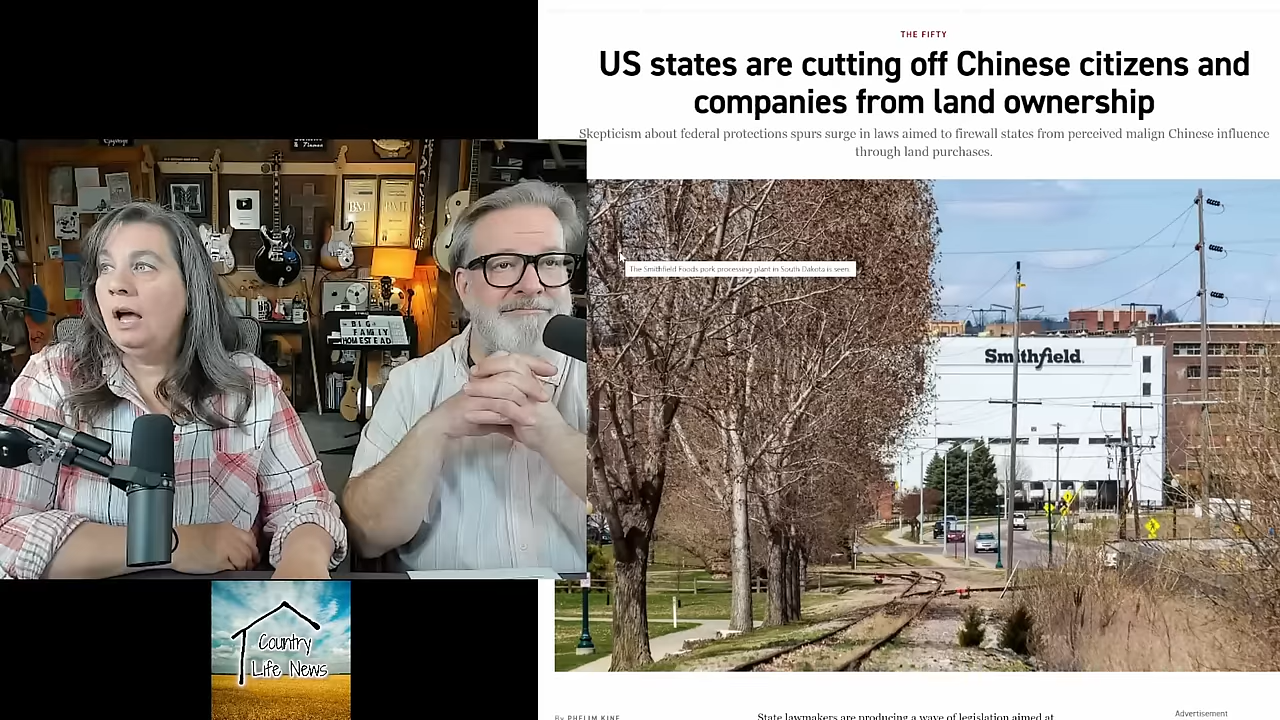 THE FIFTY
US states are cutting off Chinese citizens and
companies from land ownership
Skepticism about federal protections spurs surge in laws aimed to firewall states from perceived malign Chinese influence
through land purchases.
The Smithfield Foods pork processing plant in South Dakota is seen.
Smithfield
BIG
FAMILY
HOMESTEAD
Country
Life News
By PHELIM KINE
State lawmakers are producing a wave of legislation aimed at
Advertisement